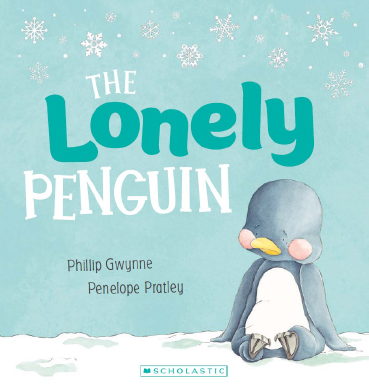 THE
Lonely
PENGUIN
Phillip Gwynne
Penelope Pratley
SCHOLASTIC